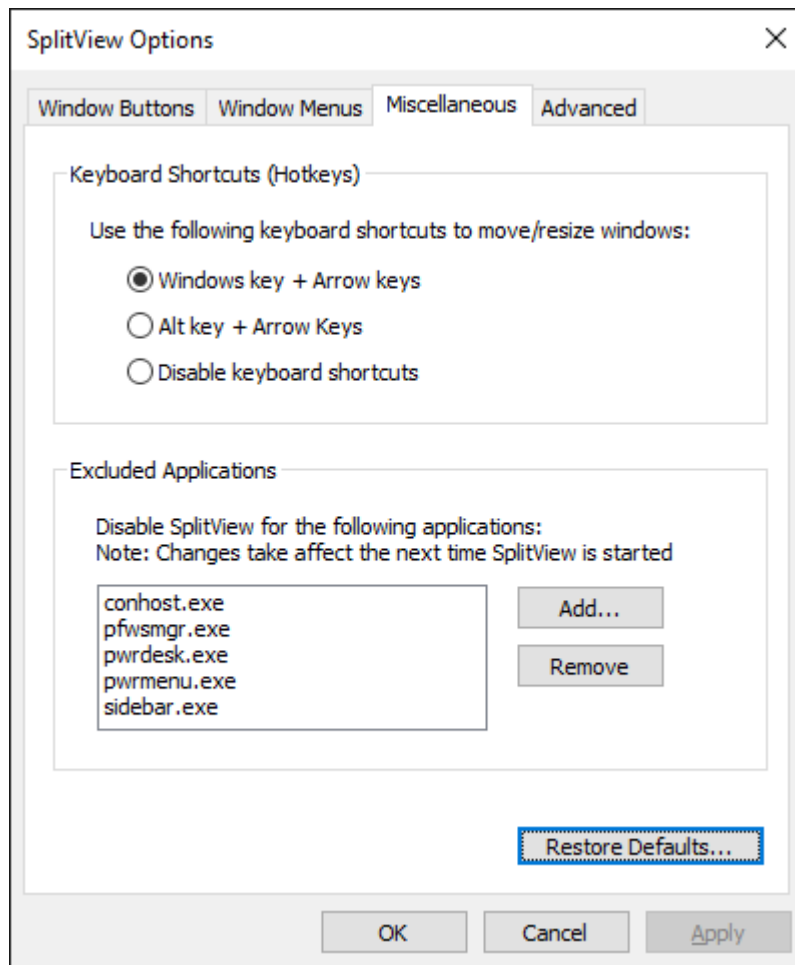 SplitView Options
Window Buttons
Window Menus
Miscellaneous
Advanced
Keyboard Shortcuts (Hotkeys)
Use the following keyboard shortcuts to move/resize windows:
Windows key + Arrow keys
Alt key + Arrow Keys
Disable keyboard shortcuts
Excluded Applications
Disable SplitView for the following applications:
Note: Changes take affect the next time SplitView is started
conhost.exe
pfwsmgr.exe
pwrdesk.exe
pwrmenu.exe
sidebar.exe
Add...
Remove
Restore Defaults...
OK
Cancel
Apply